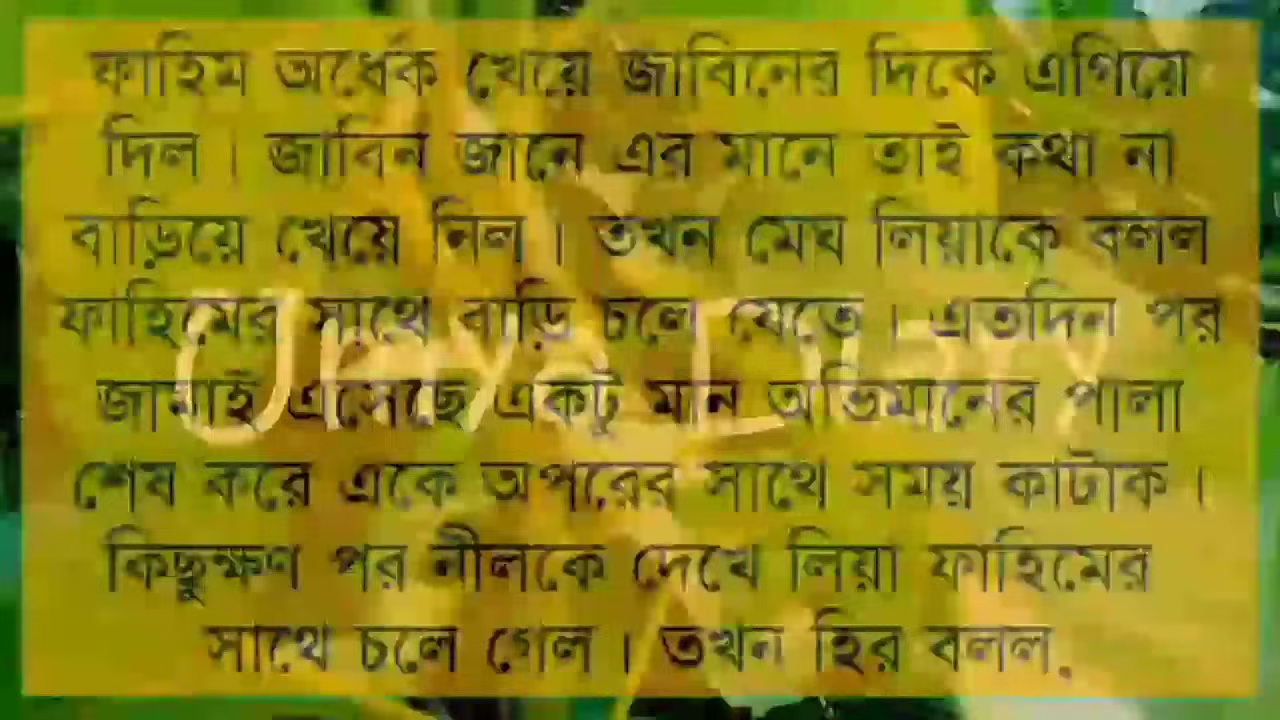 ফাহিম অর্ধেক খেয়ে জাবিনের দিকে এগিয়ে
দিল। জাবিন জানে এর মানে তাই কথা না
বাড়িয়ে খেয়ে নিল। তখন মেঘ লিয়াকে বলল
ফাহিমের সাথে বাড়ি চলে যেতে। এতদিন পর
জামাই এসেছে একটু মান অভিমানের পালা
শেষ করে একে অপরের সাথে সময় কাটাক।
কিছুক্ষণ পর নীলকে দেখে লিয়া ফাহিমের
সাথে চলে গেল। তখন হির বলল.